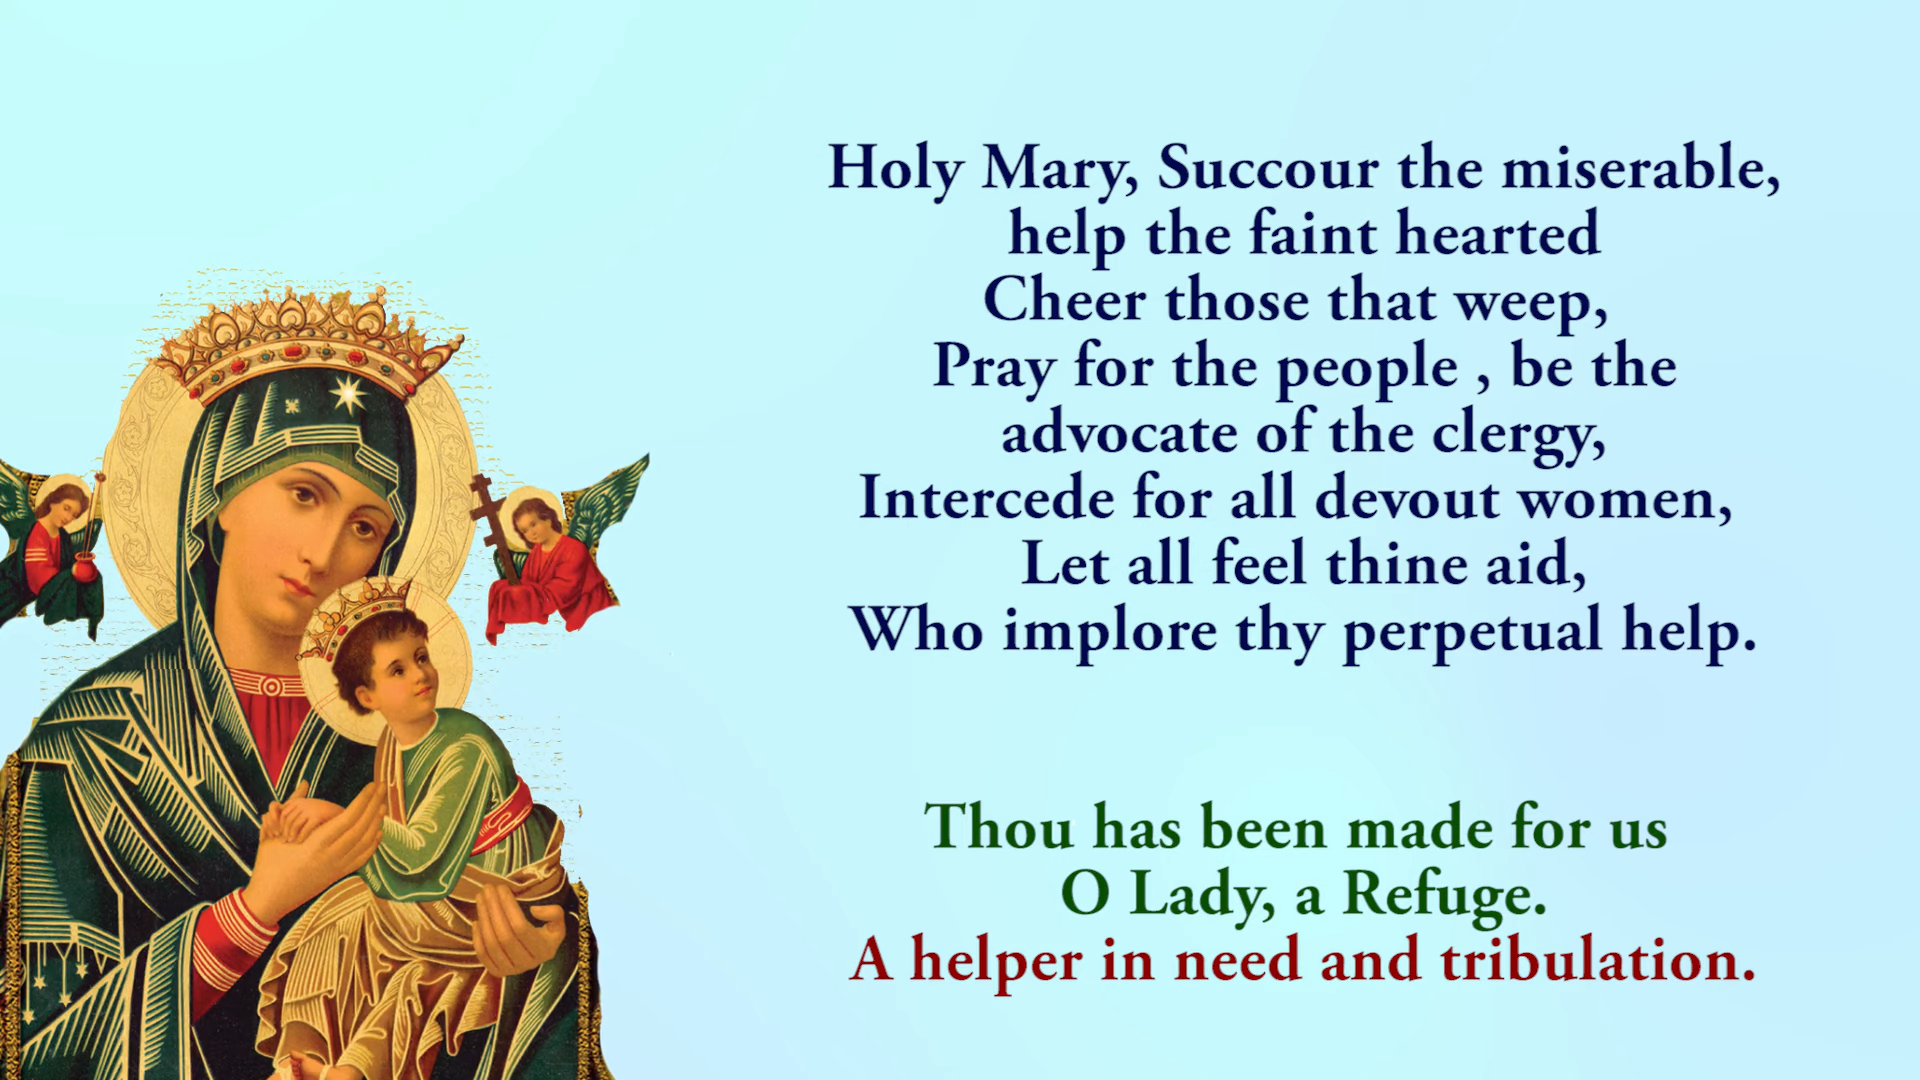 Holy Mary, Succour the miserable,
help the faint hearted
Cheer those that weep,
Pray for the people , be the
advocate of the clergy,
Intercede for all devout women,
Let all feel thine aid,
Who implore thy perpetual help.
Thou has been made for us
O Lady, a Refuge.
A helper in need and tribulation.